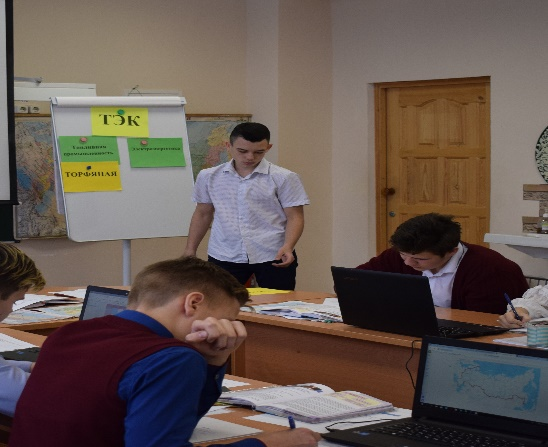 ТЭК
Топливная
промышленность
Электроэнергетика
ТОРФЯНАЯ